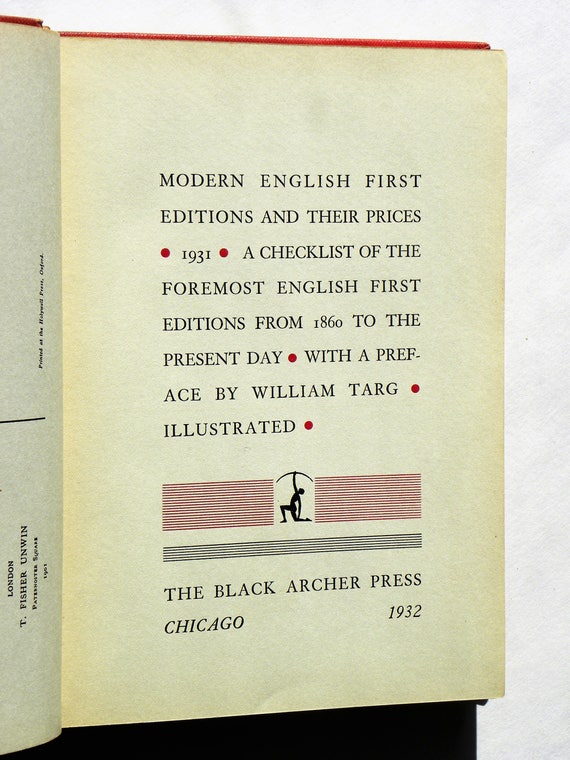 Printed at the Holywell Press, Oxford.
LONDON
T. FISHER UNWIN
PATERNOSTER SQUARE
1901
MODERN ENGLISH FIRST
EDITIONS AND THEIR PRICES
• 1931 • A CHECKLIST OF THE
FOREMOST ENGLISH FIRST
EDITIONS FROM 1860 TO THE
PRESENT DAY • WITH A PREF-
ACE BY WILLIAM TARG •
ILLUSTRATED •
THE BLACK ARCHER PRESS
CHICAGO 1932